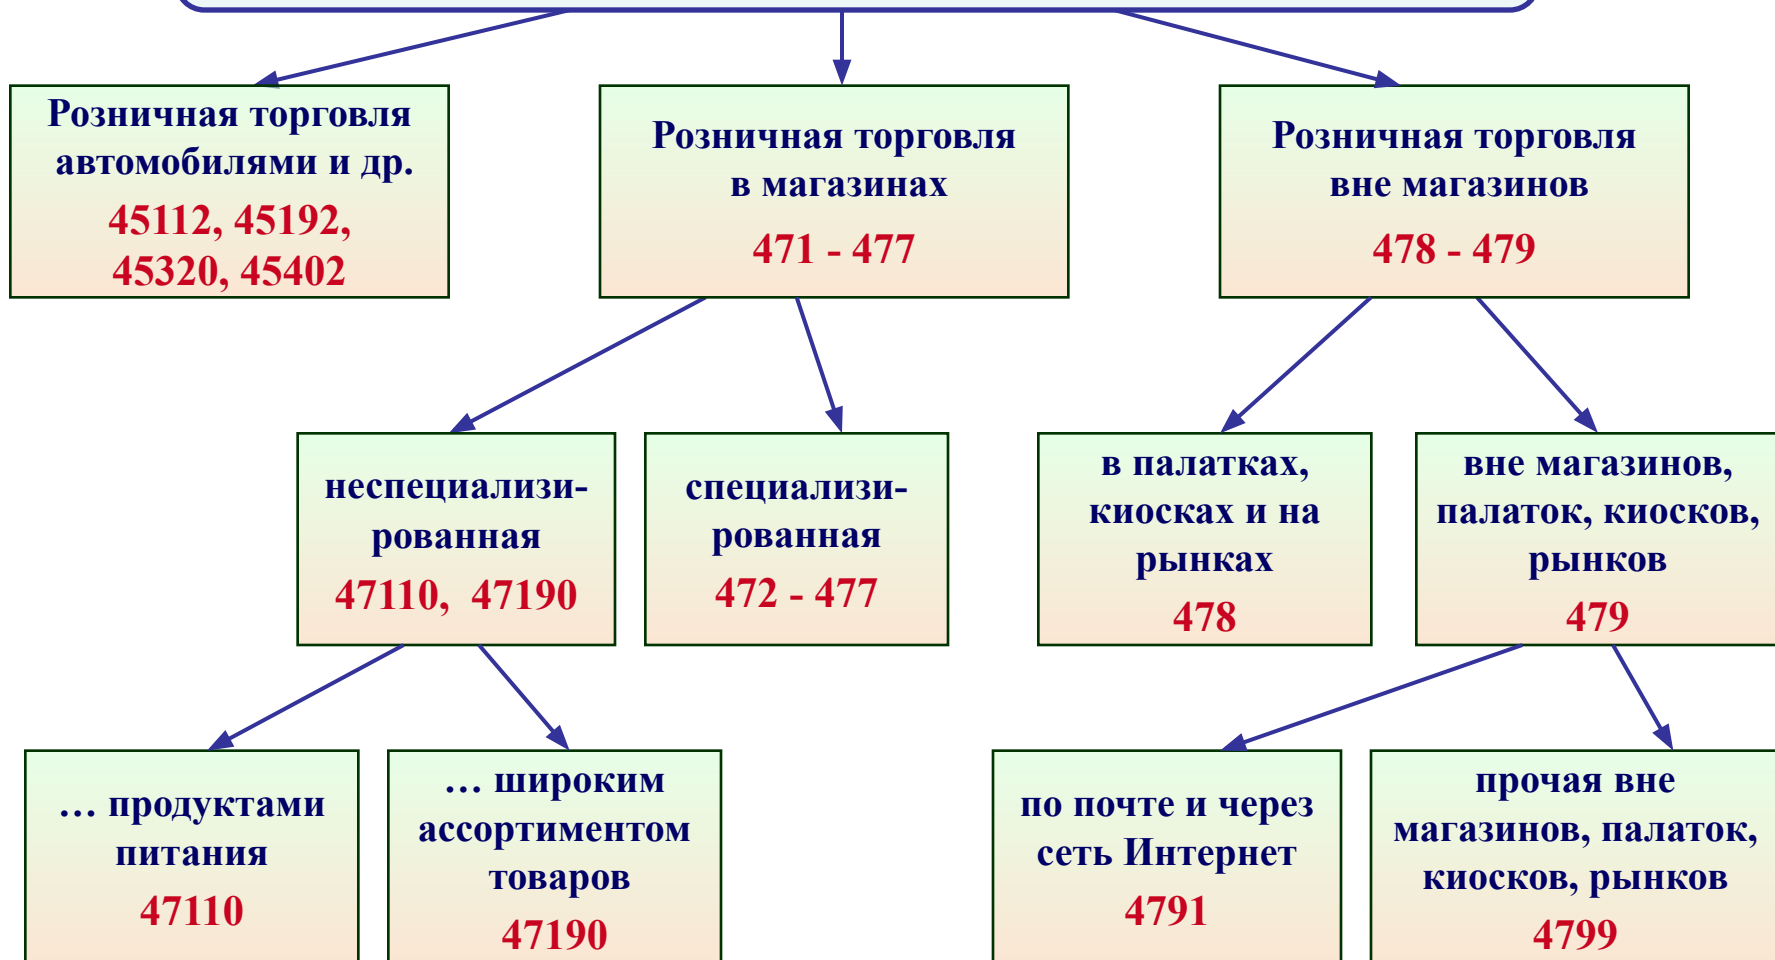 Розничная торговля
автомобилями и др.
45112, 45192,
45320, 45402
Розничная торговля
в магазинах
471 - 477
Розничная торговля
вне магазинов
478 - 479
неспециализи-
рованная
47110, 47190
специализи-
рованная
472 - 477
в палатках,
киосках и на
рынках
478
вне магазинов,
палаток, киосков,
рынков
479
… продуктами
питания
47110
… широким
ассортиментом
товаров
47190
по почте и через
сеть Интернет
4791
прочая вне
магазинов, палаток,
киосков, рынков
4799